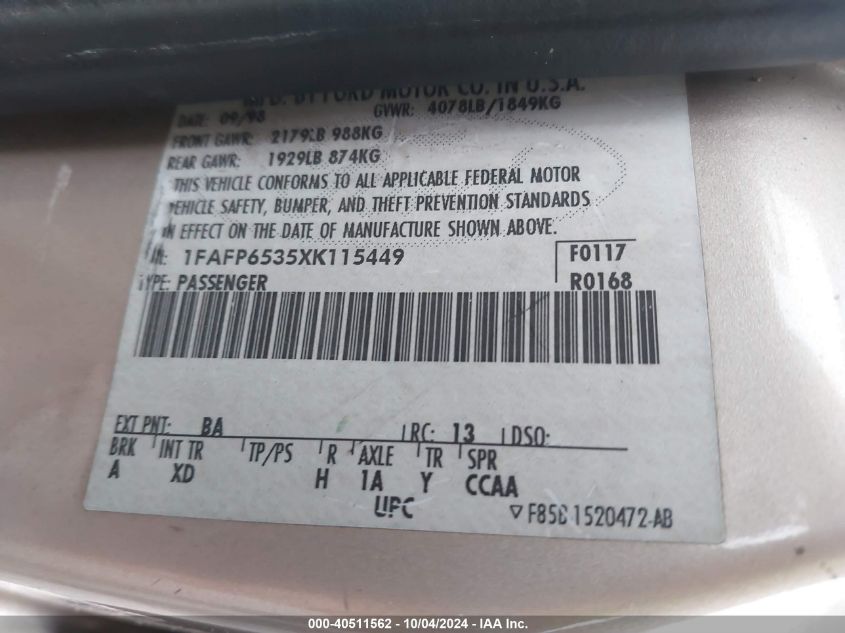 MFD. BY FORD MOTOR CO. IN U.S.A.
DATE: 09/98 GVWR: 4078LB/1849KG
FRONT GAWR: 2179LB 988KG
REAR GAWR: 1929LB 874KG
THIS VEHICLE CONFORMS TO ALL APPLICABLE FEDERAL MOTOR
VEHICLE SAFETY, BUMPER, AND THEFT PREVENTION STANDARDS
IN EFFECT ON THE DATE OF MANUFACTURE SHOWN ABOVE.
VIN: 1FAFP6535XK115449 F0117
TYPE: PASSENGER R0168
EXT PNT: BA RC: 13 DSO:
BRK INT TR TP/PS R AXLE TR SPR
A XD H 1A Y CCAA
UPC
F85B 1520472-AB
000-40511562 - 10/04/2024 - IAA Inc.